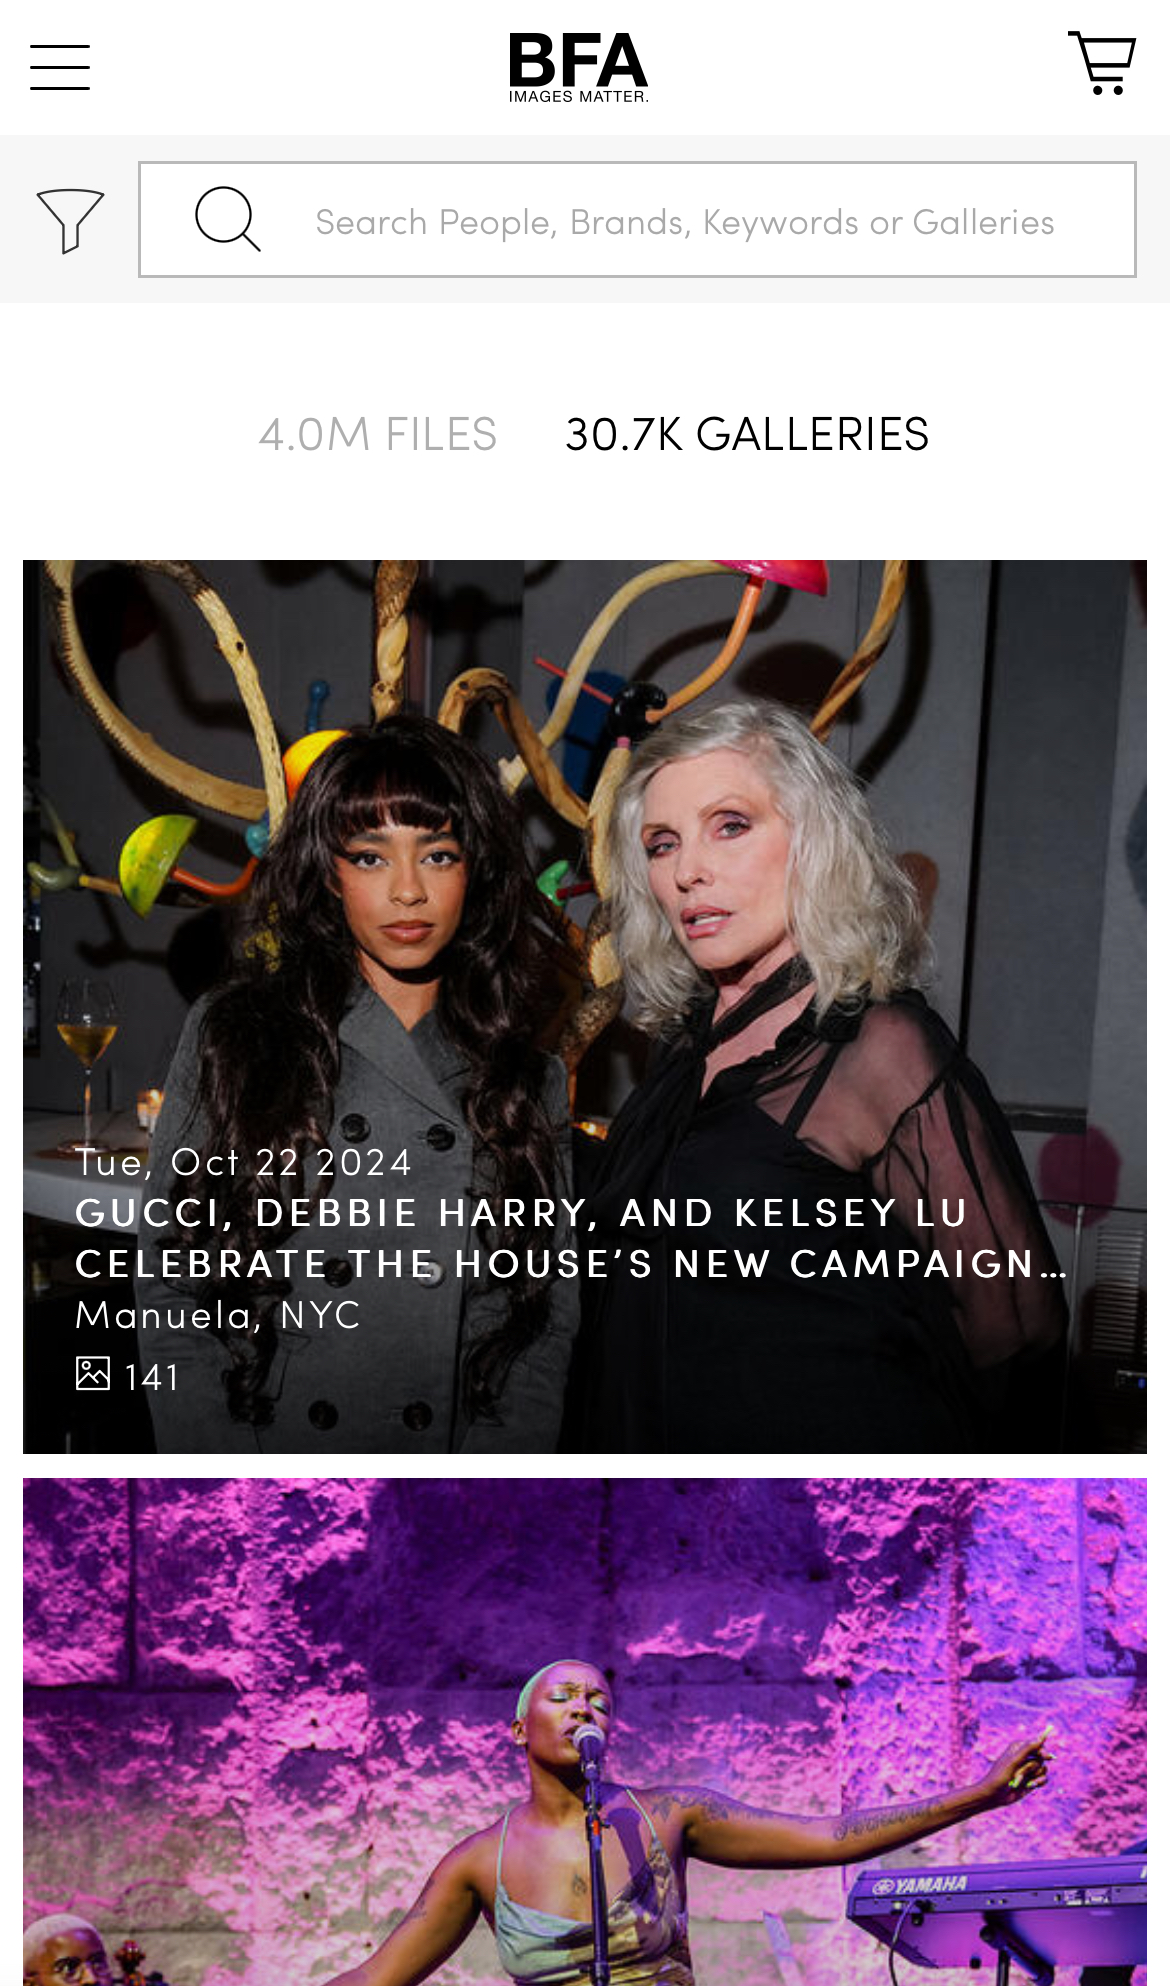 BFA
IMAGES MATTER.
Search People, Brands, Keywords or Galleries
4.0M FILES
30.7K GALLERIES
Tue, Oct 22 2024
GUCCI, DEBBIE HARRY, AND KELSEY LU
CELEBRATE THE HOUSE’S NEW CAMPAIGN…
Manuela, NYC
141
YAMAHA